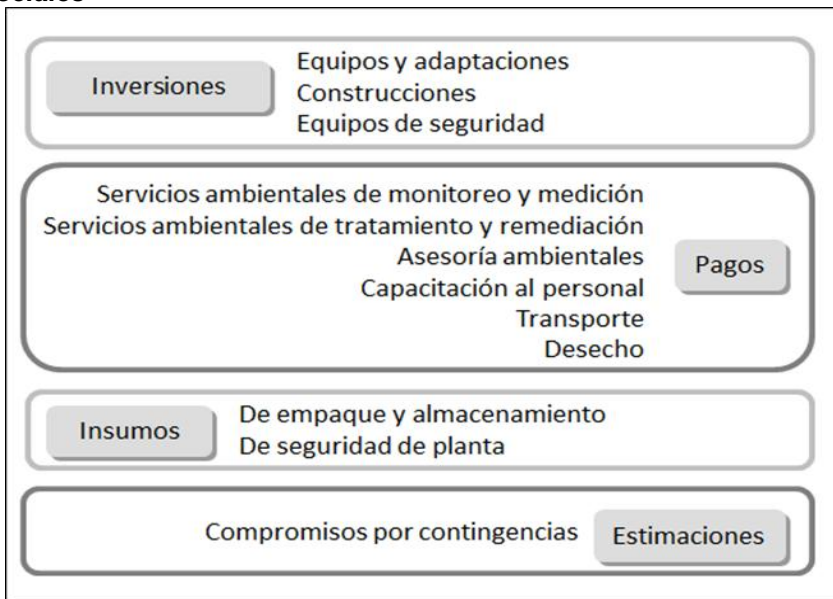 Inversiones
Equipos y adaptaciones
Construcciones
Equipos de seguridad
Servicios ambientales de monitoreo y medición
Servicios ambientales de tratamiento y remediación
Asesoría ambientales
Capacitación al personal
Transporte
Desecho
Pagos
Insumos
De empaque y almacenamiento
De seguridad de planta
Compromisos por contingencias
Estimaciones